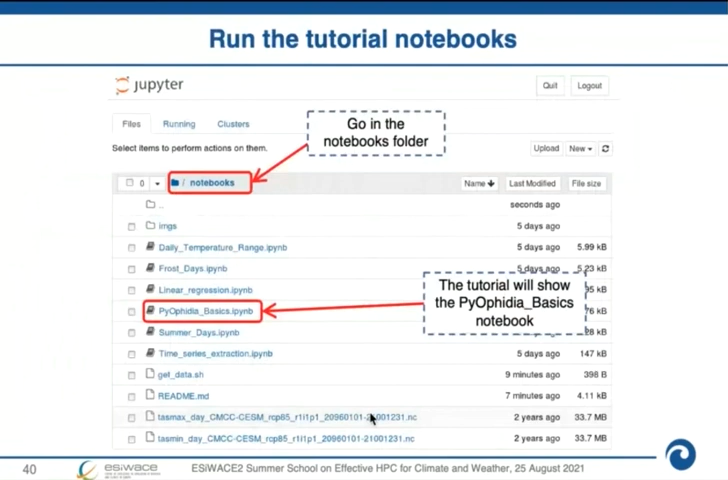 Run the tutorial notebooks
jupyter
Quit
Logout
Files
Running
Clusters
Go in the
notebooks folder
Select items to perform actions on them.
Upload
New
0
/ notebooks
Name
Last Modified
File size
..
seconds ago
imgs
5 days ago
Daily_Temperature_Range.ipynb
5 days ago
5.99 kB
Frost_Days.ipynb
5 days ago
5.23 kB
Linear_regression.ipynb
The tutorial will show
the PyOphidia_Basics
notebook
PyOphidia_Basics.ipynb
Summer_Days.ipynb
Time_series_extraction.ipynb
5 days ago
147 kB
get_data.sh
9 minutes ago
398 B
README.md
7 minutes ago
4.11 kB
tasmax_day_CMCC-CESM_rcp85_r1i1p1_20960101-21001231.nc
2 years ago
33.7 MB
tasmin_day_CMCC-CESM_rcp85_r1i1p1_20960101-21001231.nc
2 years ago
33.7 MB
40
esiwace
ESiWACE2 Summer School on Effective HPC for Climate and Weather, 25 August 2021